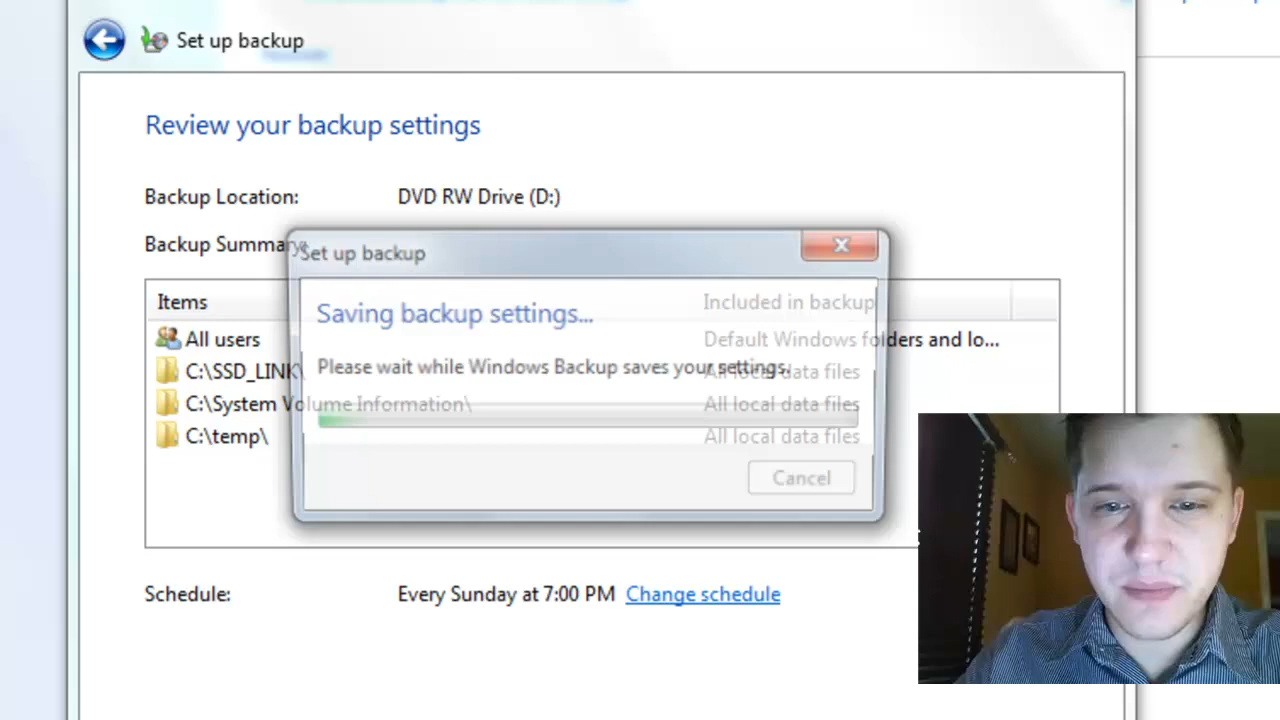 Set up backup
Review your backup settings
Backup Location: DVD RW Drive (D:)
Backup Summary:
Set up backup
Items Included in backup
Saving backup settings...
All users Default Windows folders and lo...
Please wait while Windows Backup saves your settings.
C:\SSD_LINK\ All local data files
C:\System Volume Information\ All local data files
C:\temp\ All local data files
Cancel
Schedule: Every Sunday at 7:00 PM Change schedule